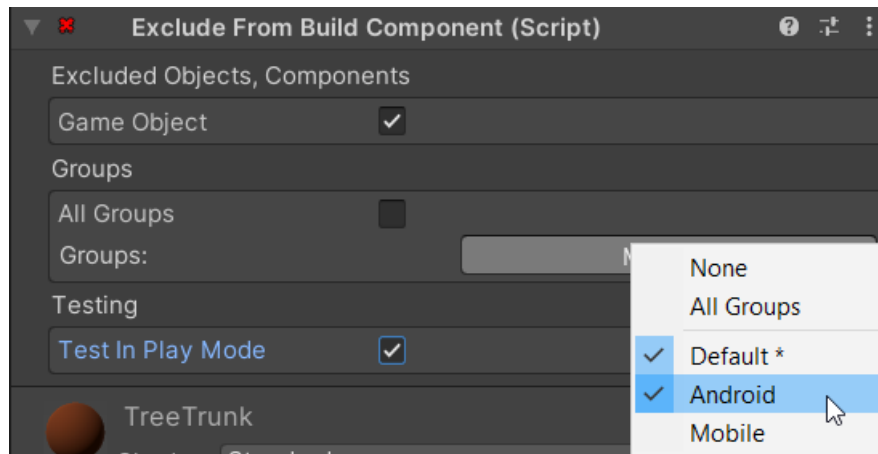 Exclude From Build Component (Script)
Excluded Objects, Components
Game Object
Groups
All Groups
Groups:
None
All Groups
Testing
Test In Play Mode
Default *
Android
Mobile
TreeTrunk